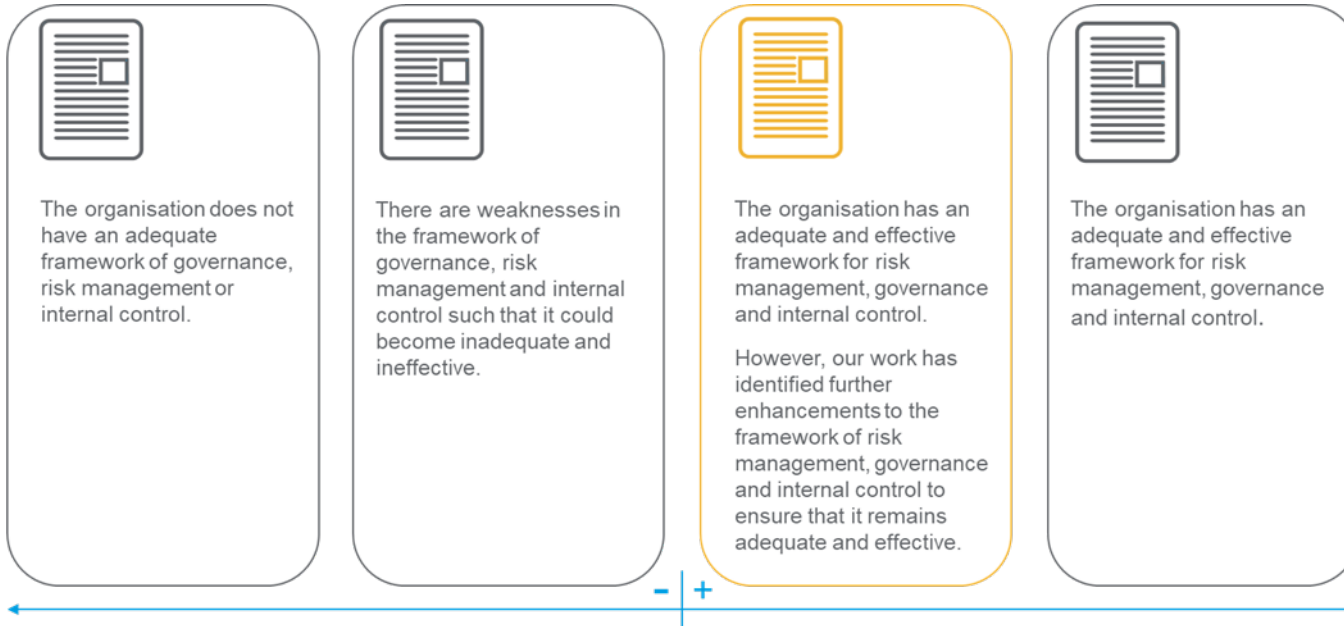 The organisation does not
have an adequate
framework of governance,
risk management or
internal control.
There are weaknesses in
the framework of
governance, risk
management and internal
control such that it could
become inadequate and
ineffective.
The organisation has an
adequate and effective
framework for risk
management, governance
and internal control.
However, our work has
identified further
enhancements to the
framework of risk
management, governance
and internal control to
ensure that it remains
adequate and effective.
The organisation has an
adequate and effective
framework for risk
management, governance
and internal control.
- +